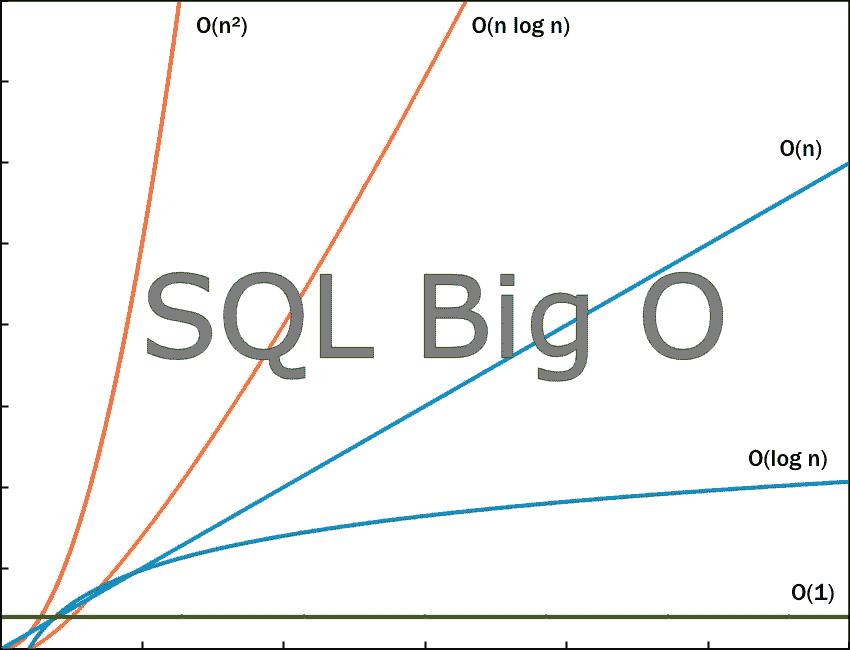 O(n²)
O(n log n)
O(n)
SQL Big O
O(log n)
O(1)